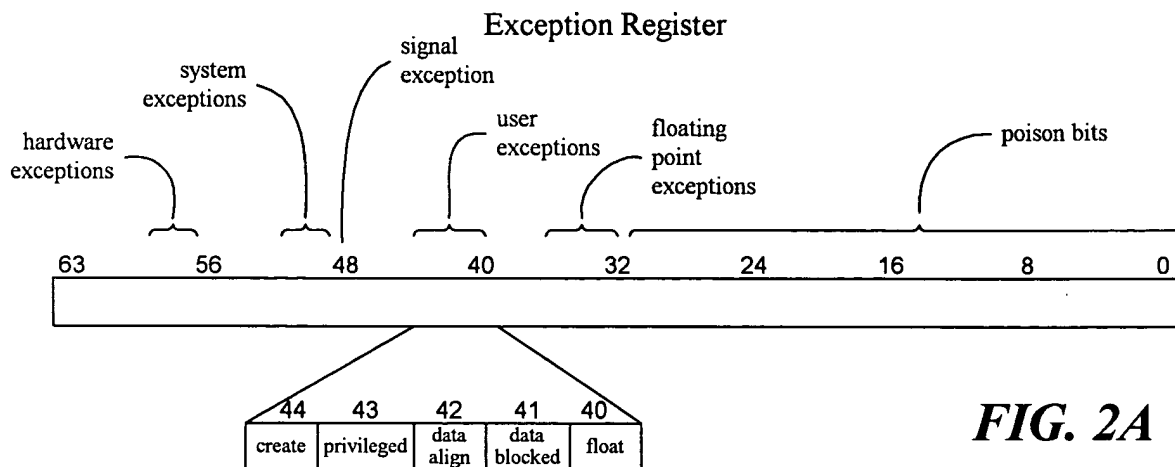 Exception Register
signal
exception
system
exceptions
user
exceptions
floating
point
exceptions
poison bits
hardware
exceptions
63 56 48 40 32 24 16 8 0
44 43 42 41 40
create privileged data align data blocked float
FIG. 2A